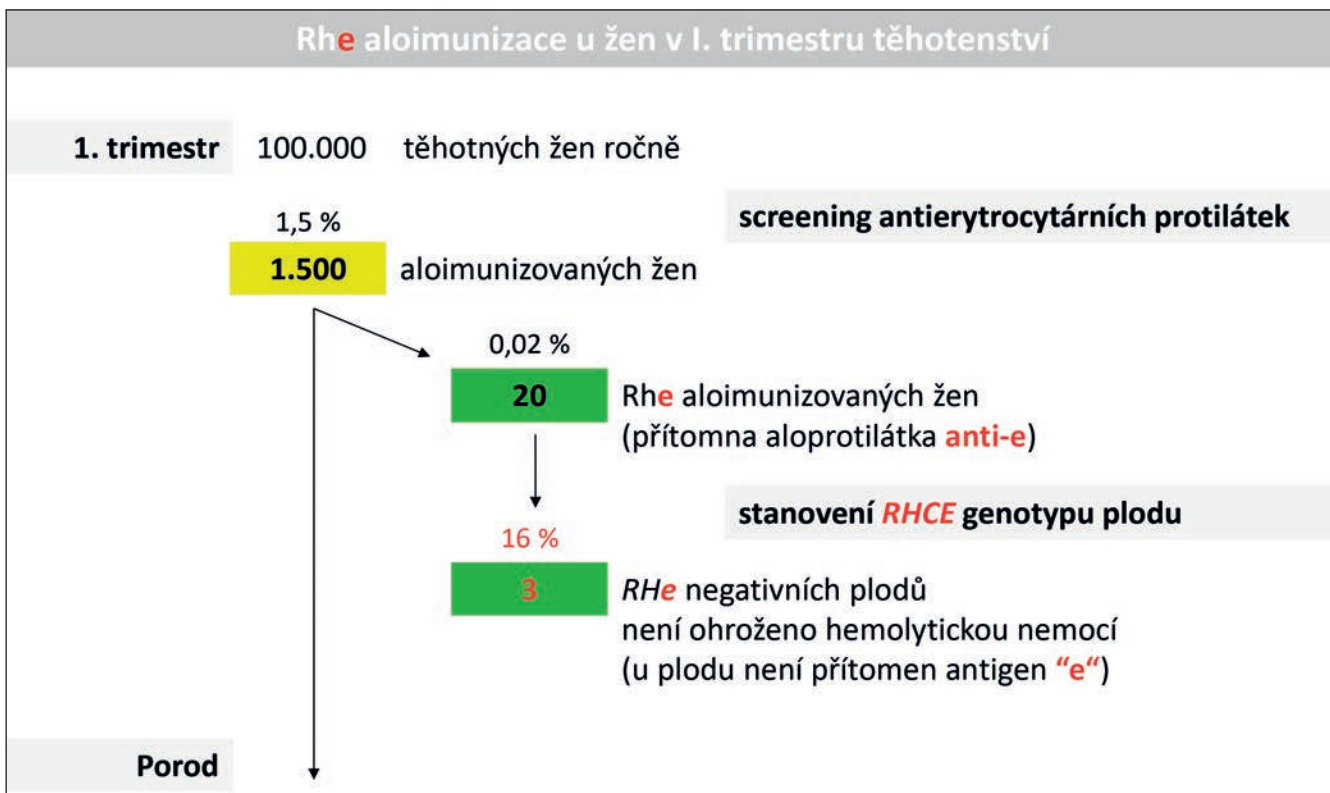 Rhe aloimunizace u žen v I. trimestru těhotenství
1. trimestr 100.000 těhotných žen ročně
screening antierytrocytárních protilátek
1,5 %
1.500 aloimunizovaných žen
0,02 %
20 Rhe aloimunizovaných žen
(přítomna aloprotilátka anti-e)
stanovení RHCE genotypu plodu
16 %
3 RHe negativních plodů
není ohroženo hemolytickou nemocí
(u plodu není přítomen antigen “e“)
Porod